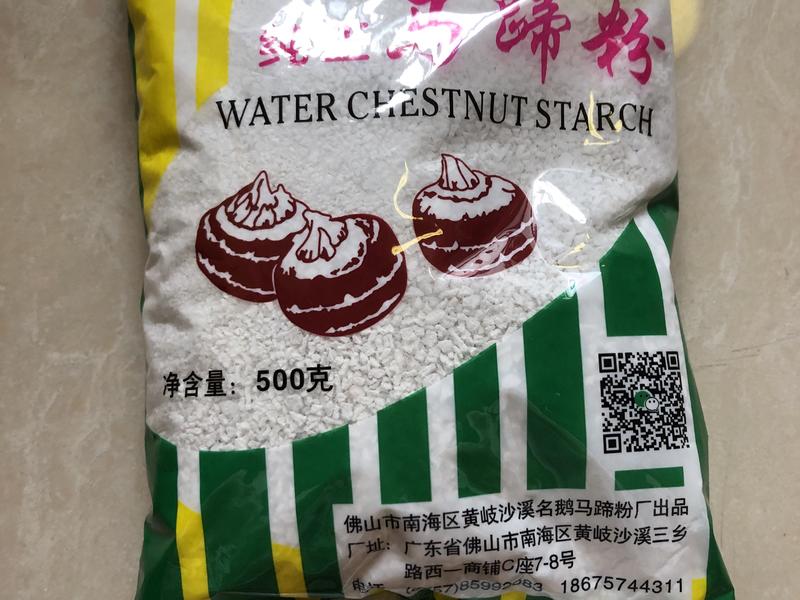 马蹄粉
WATER CHESTNUT STARCH
净含量: 500克
佛山市南海区黄岐沙溪名鹅马蹄粉厂出品
厂址: 广东省佛山市南海区黄岐沙溪三乡
路西一商铺C座7-8号
18675744311